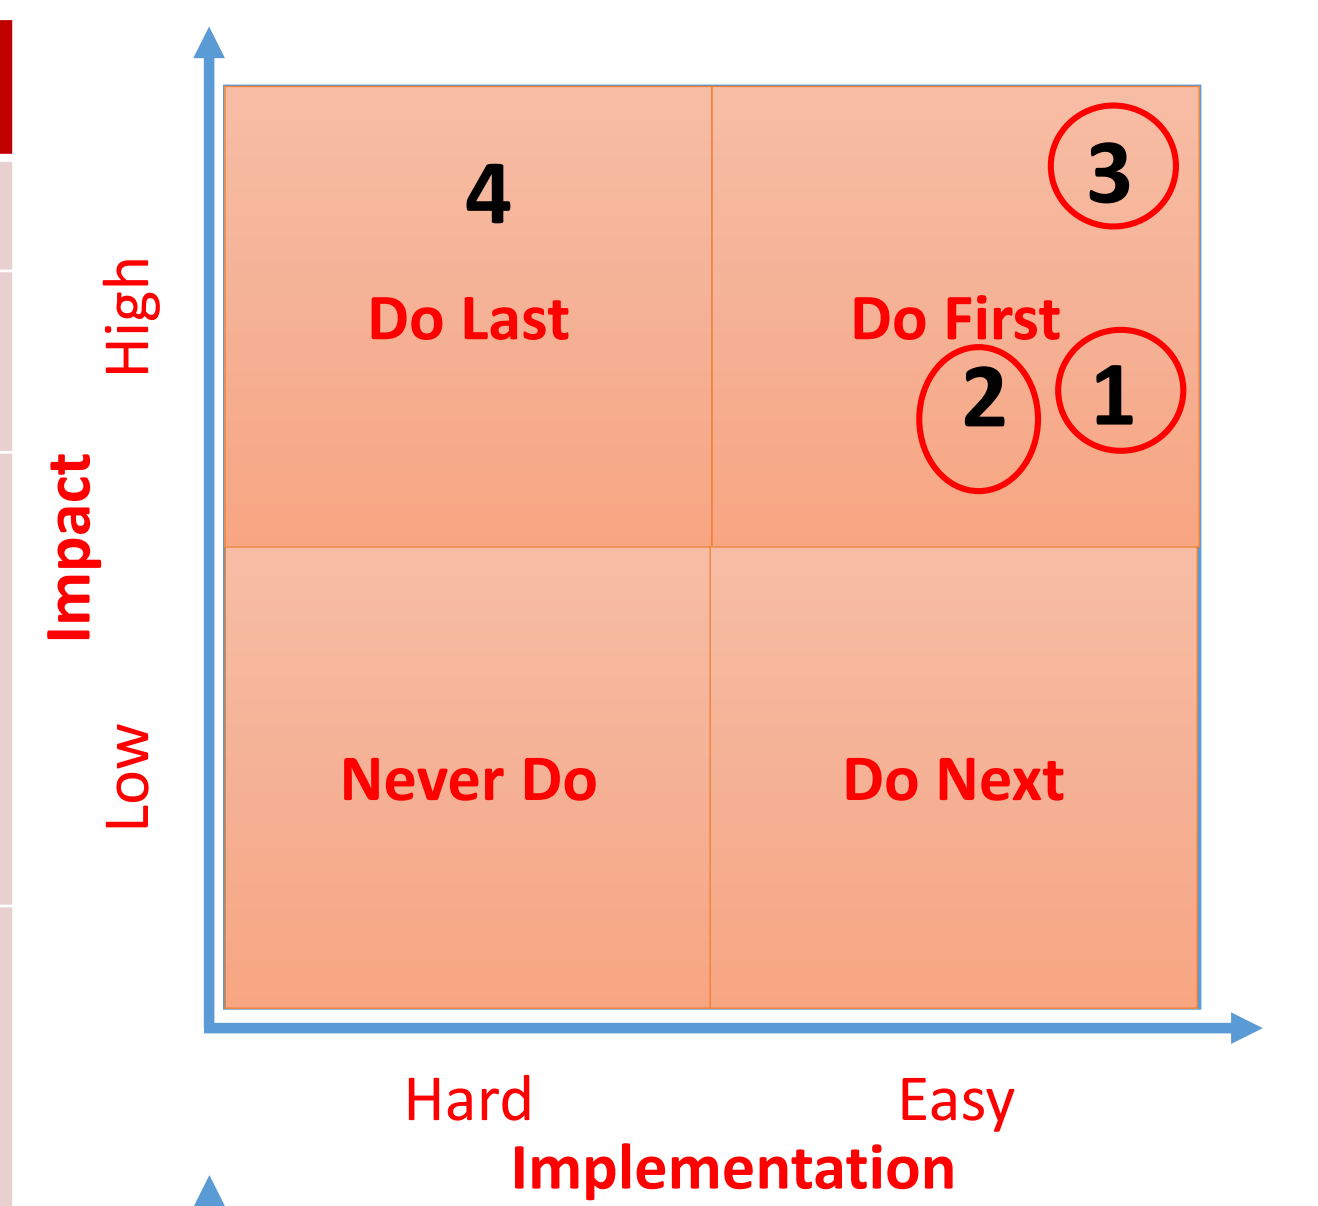 4
3
Do Last
Do First
2
1
High
Impact
Low
Never Do
Do Next
Hard
Easy
Implementation